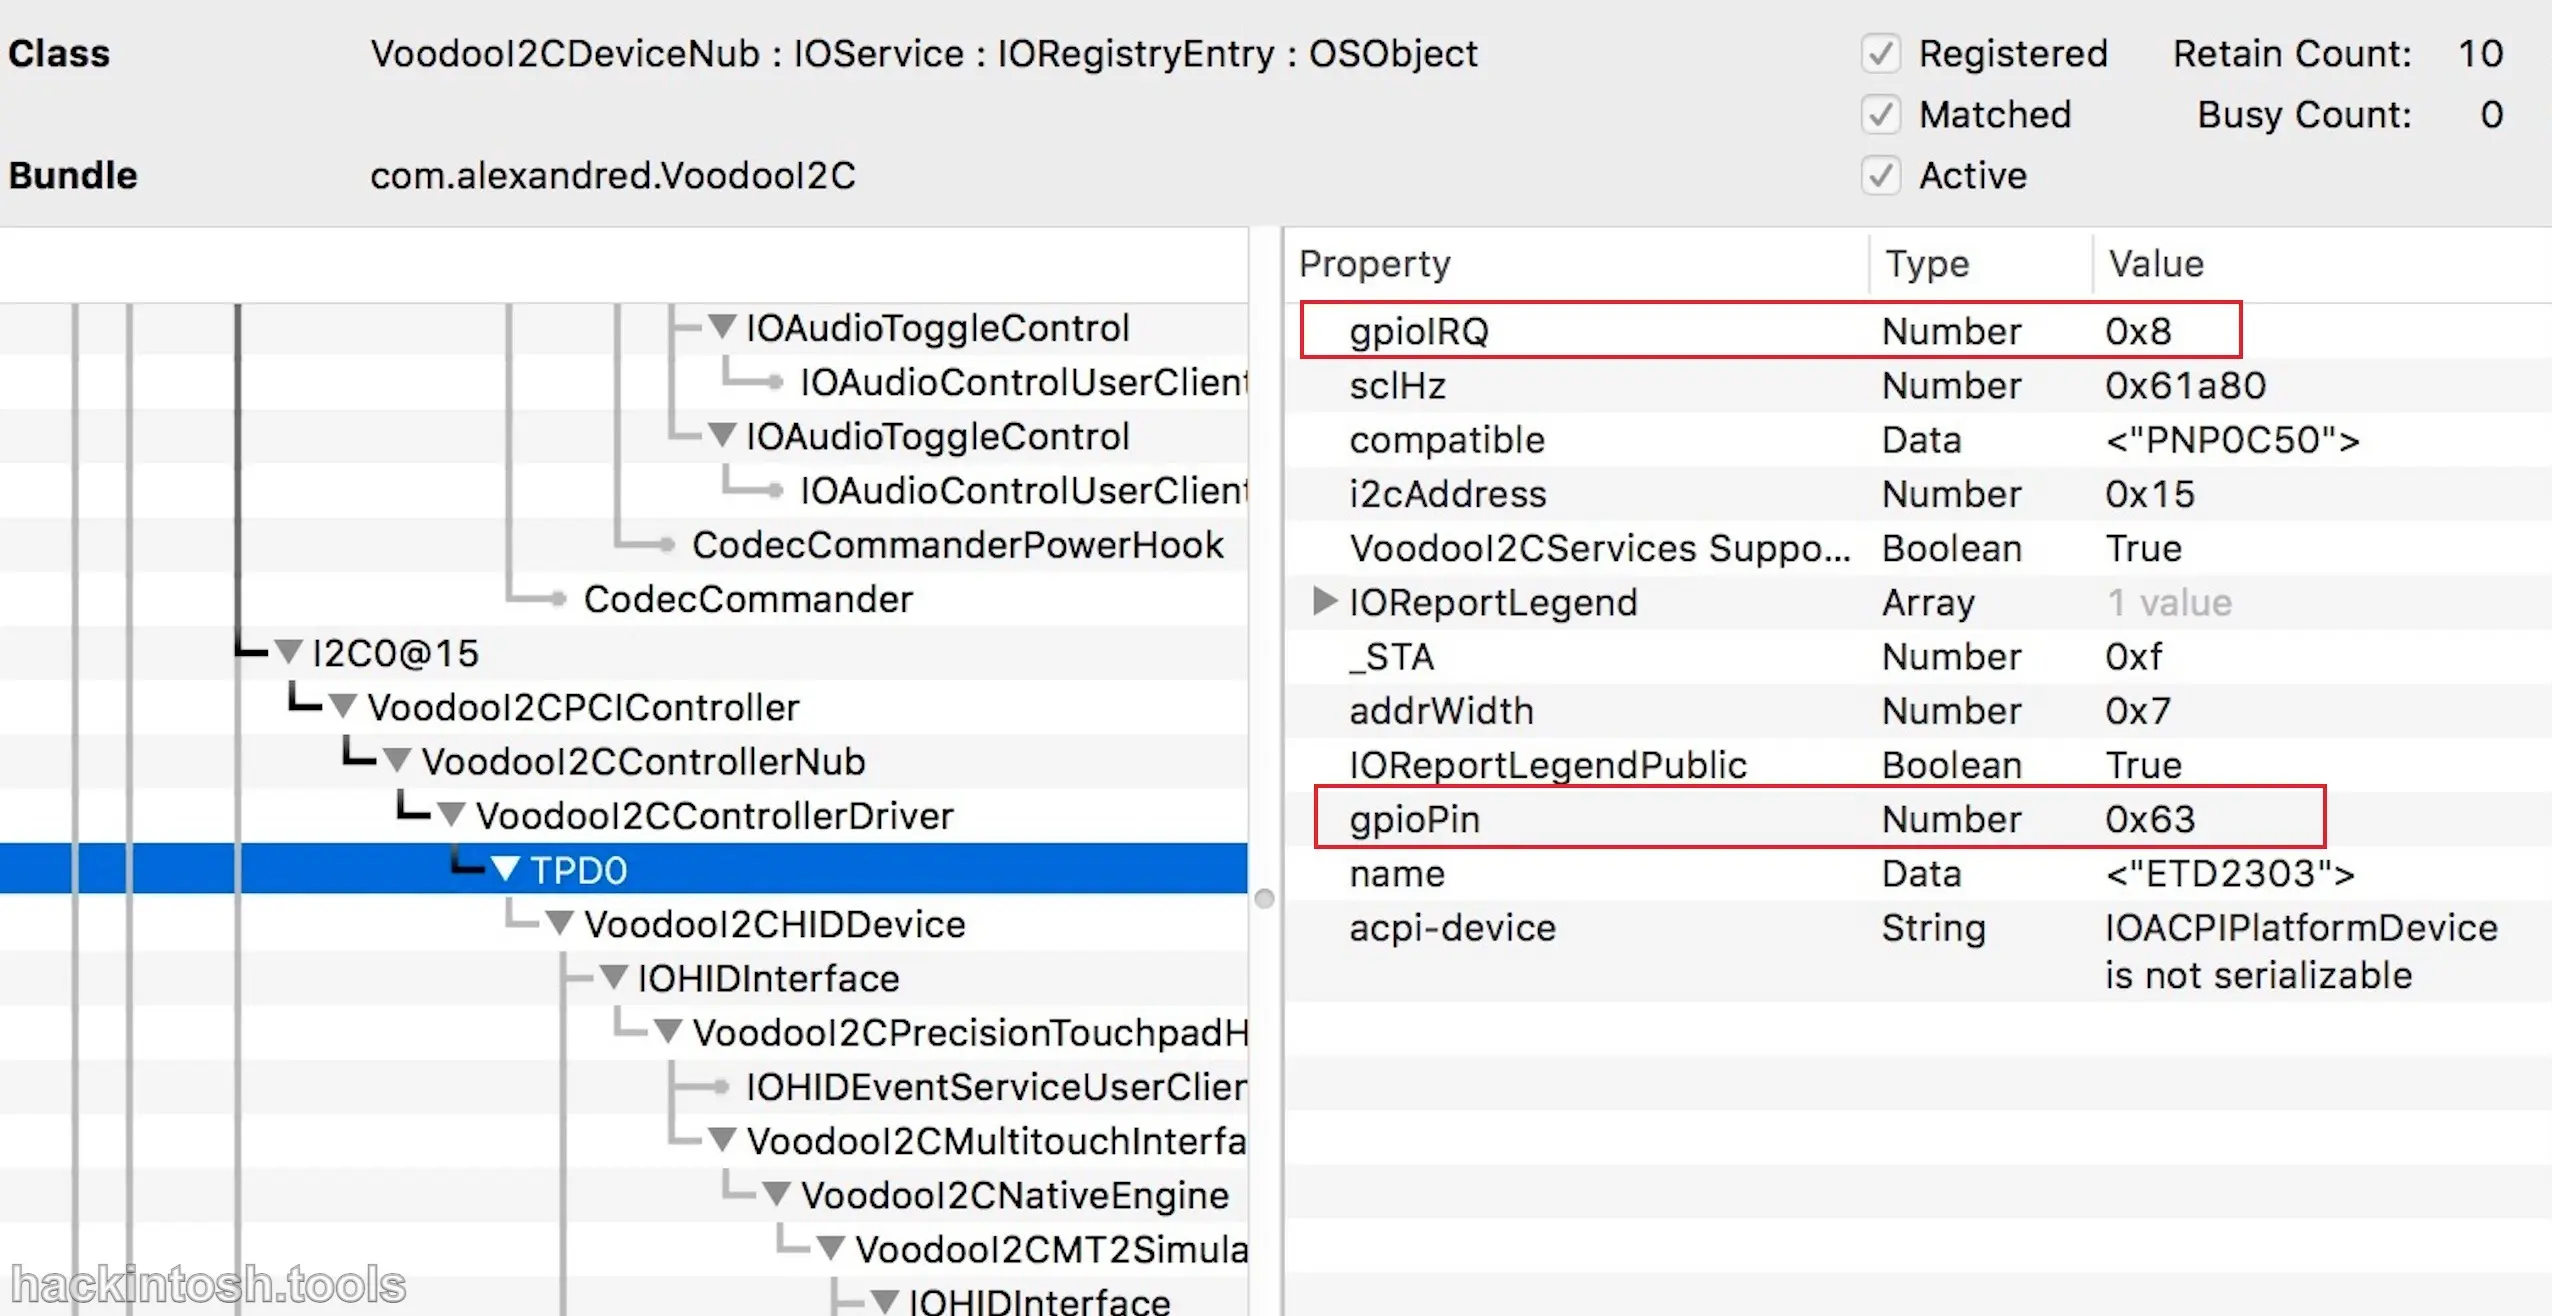 Class VoodooI2CDeviceNub : IOService : IORegistryEntry : OSObject
Registered Retain Count: 10
Matched Busy Count: 0
Bundle com.alexandred.VoodooI2C
Active
IOAudioToggleControl
IOAudioControlUserClient
IOAudioToggleControl
IOAudioControlUserClient
CodecCommanderPowerHook
CodecCommander
I2C0@15
VoodooI2CPCIController
VoodooI2CControllerNub
VoodooI2CControllerDriver
TPD0
VoodooI2CHIDDevice
IOHIDInterface
VoodooI2CPrecisionTouchpadH
IOHIDEventServiceUserClien
VoodooI2CMultitouchInterfa
VoodooI2CNativeEngine
VoodooI2CMT2Simula
IOHIDInterface
Property Type Value
gpioIRQ Number 0x8
sclHz Number 0x61a80
compatible Data <"PNP0C50">
i2cAddress Number 0x15
VoodooI2CServices Suppo... Boolean True
IOReportLegend Array 1 value
_STA Number 0xf
addrWidth Number 0x7
IOReportLegendPublic Boolean True
gpioPin Number 0x63
name Data <"ETD2303">
acpi-device String IOACPIPlatformDevice
is not serializable
hackintosh.tools